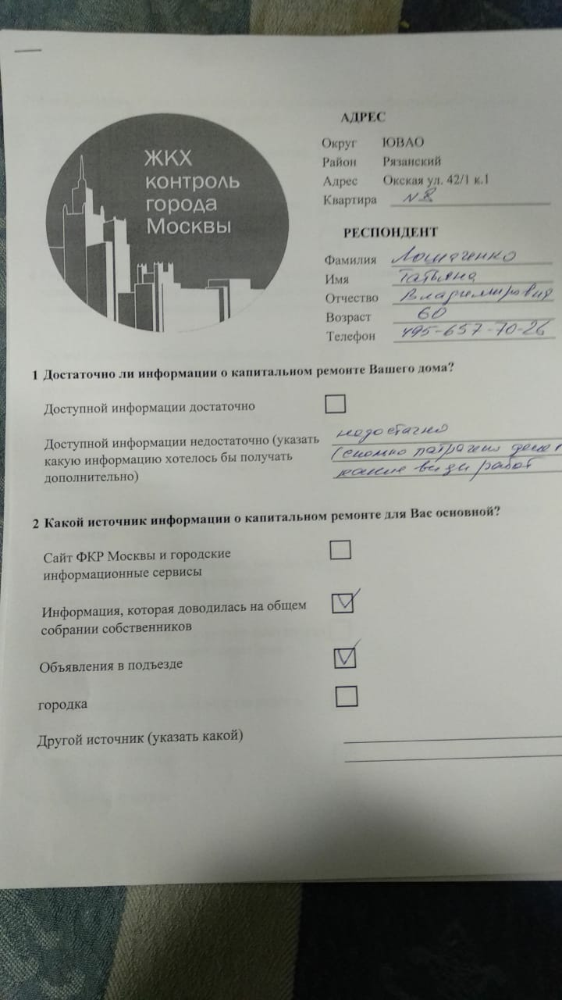 ЖКХ
контроль
города
Москвы
АДРЕС
Округ ЮВАО
Район Рязанский
Адрес Окская ул. 42/1 к.1
Квартира №8
РЕСПОНДЕНТ
Фамилия
Имя Татьяна
Отчество Владимировна
Возраст 60
Телефон 495-657-70-26
1 Достаточно ли информации о капитальном ремонте Вашего дома?
Доступной информации достаточно
Доступной информации недостаточно (указать
какую информацию хотелось бы получать
дополнительно)
недостачно
(сколко патрачено
какие види работ
2 Какой источник информации о капитальном ремонте для Вас основной?
Сайт ФКР Москвы и городские
информационные сервисы
Информация, которая доводилась на общем
собрании собственников
Объявления в подъезде
городка
Другой источник (указать какой)